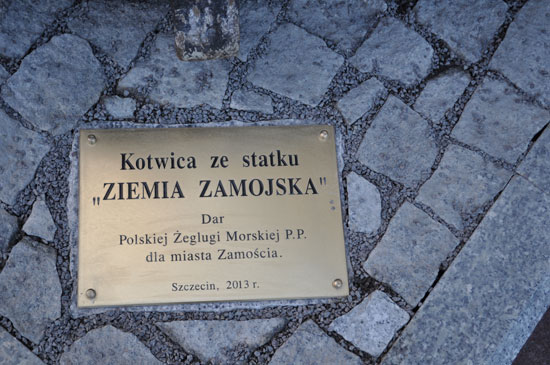 Kotwica ze statku
„ZIEMIA ZAMOJSKA"
Dar
Polskiej Żeglugi Morskiej P.P.
dla miasta Zamościa.
Szczecin, 2013 r.